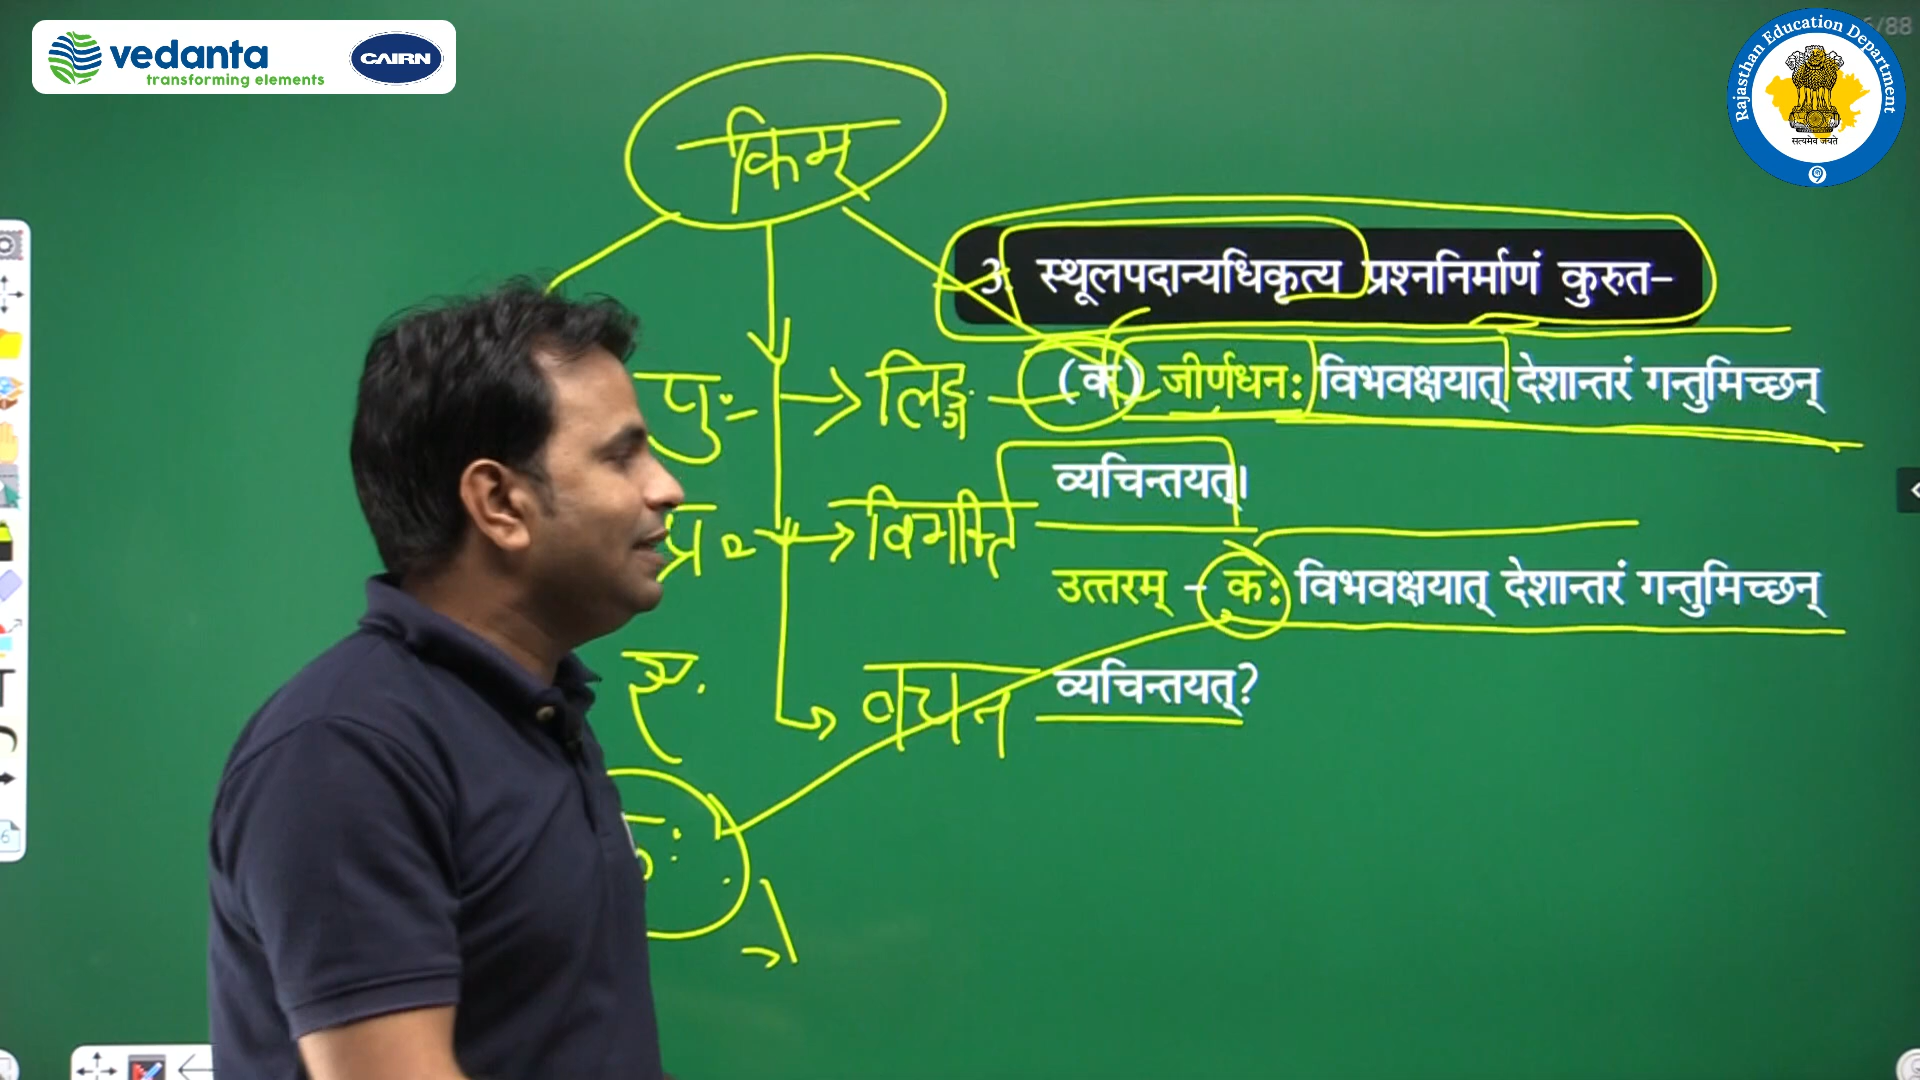 vedanta
transforming elements
CAIRN
Rajasthan Education Department
सत्यमेव जयते
/88
किम्
3. स्थूलपदान्यधिकृत्य प्रश्ननिर्माणं कुरुत–
(क) जीर्णधनः विभवक्षयात् देशान्तरं गन्तुमिच्छन्
व्यचिन्तयत्।
उत्तरम् – कः विभवक्षयात् देशान्तरं गन्तुमिच्छन्
व्यचिन्तयत्?
लिङ्ग
विभक्ति
वचन